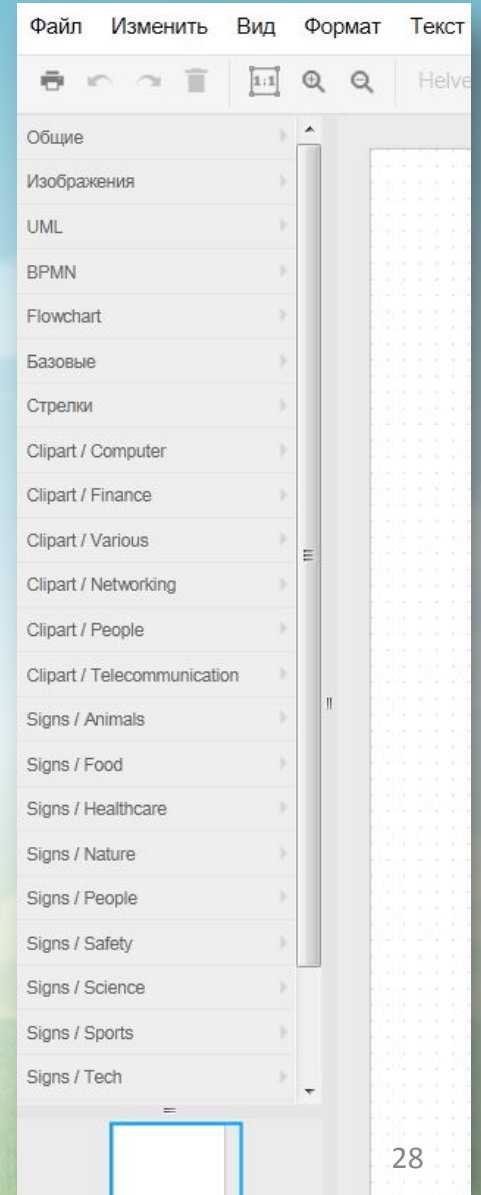 Файл Изменить Вид Формат Текст
1:1 Helve
Общие
Изображения
UML
BPMN
Flowchart
Базовые
Стрелки
Clipart / Computer
Clipart / Finance
Clipart / Various
Clipart / Networking
Clipart / People
Clipart / Telecommunication
Signs / Animals
Signs / Food
Signs / Healthcare
Signs / Nature
Signs / People
Signs / Safety
Signs / Science
Signs / Sports
Signs / Tech
28